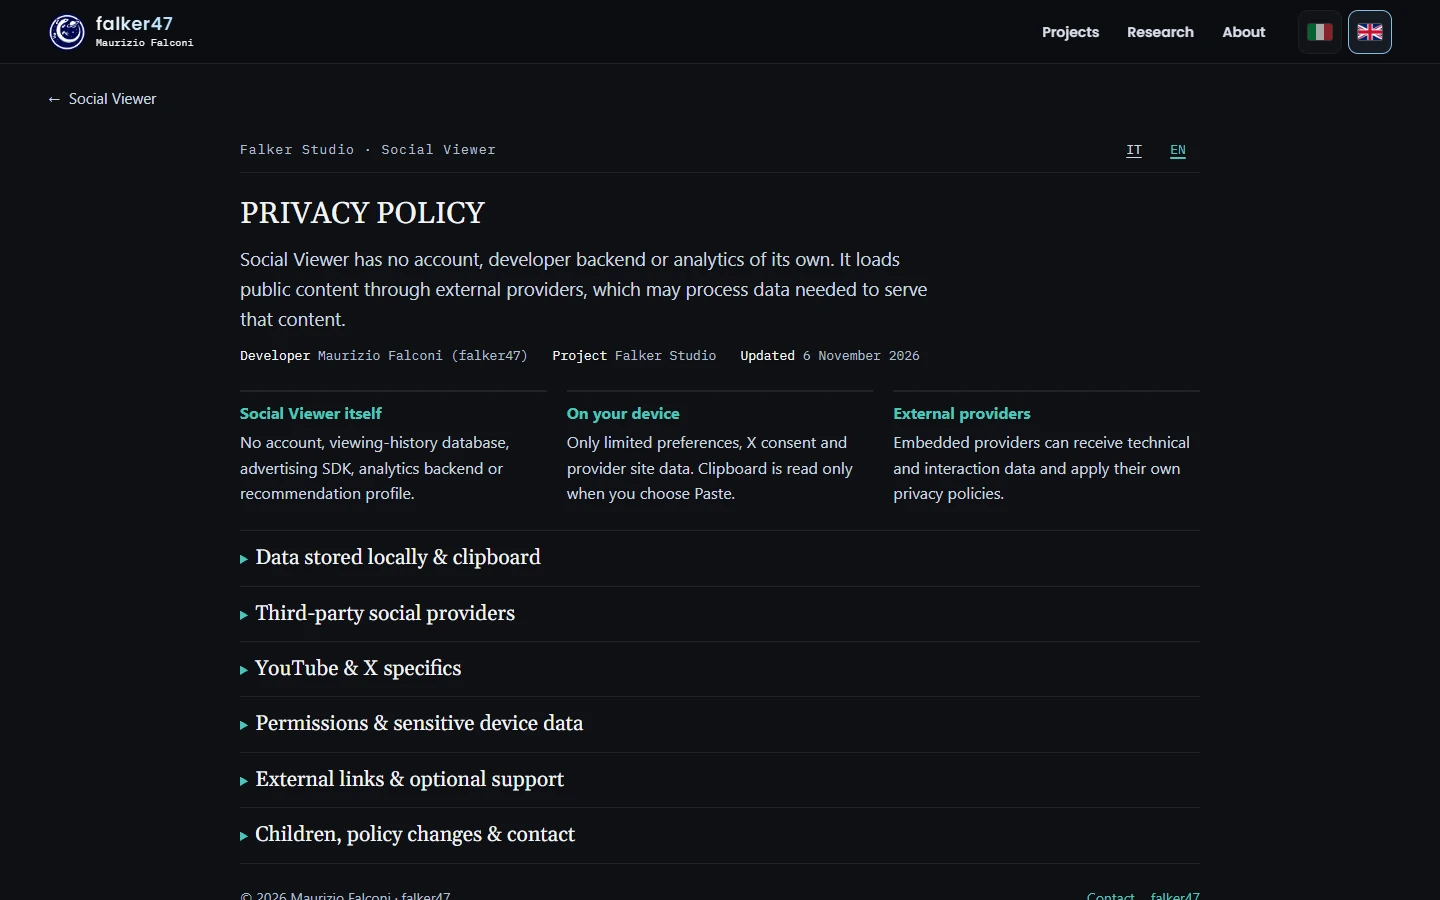 falker47
Maurizio Falconi
Projects
Research
About
← Social Viewer
Falker Studio · Social Viewer
IT
EN
PRIVACY POLICY
Social Viewer has no account, developer backend or analytics of its own. It loads
public content through external providers, which may process data needed to serve
that content.
Developer Maurizio Falconi (falker47) Project Falker Studio Updated 6 November 2026
Social Viewer itself
No account, viewing-history database,
advertising SDK, analytics backend or
recommendation profile.
On your device
Only limited preferences, X consent and
provider site data. Clipboard is read only
when you choose Paste.
External providers
Embedded providers can receive technical
and interaction data and apply their own
privacy policies.
▸ Data stored locally & clipboard
▸ Third-party social providers
▸ YouTube & X specifics
▸ Permissions & sensitive device data
▸ External links & optional support
▸ Children, policy changes & contact
© 2026 Maurizio Falconi · falker47
Contact
falker47